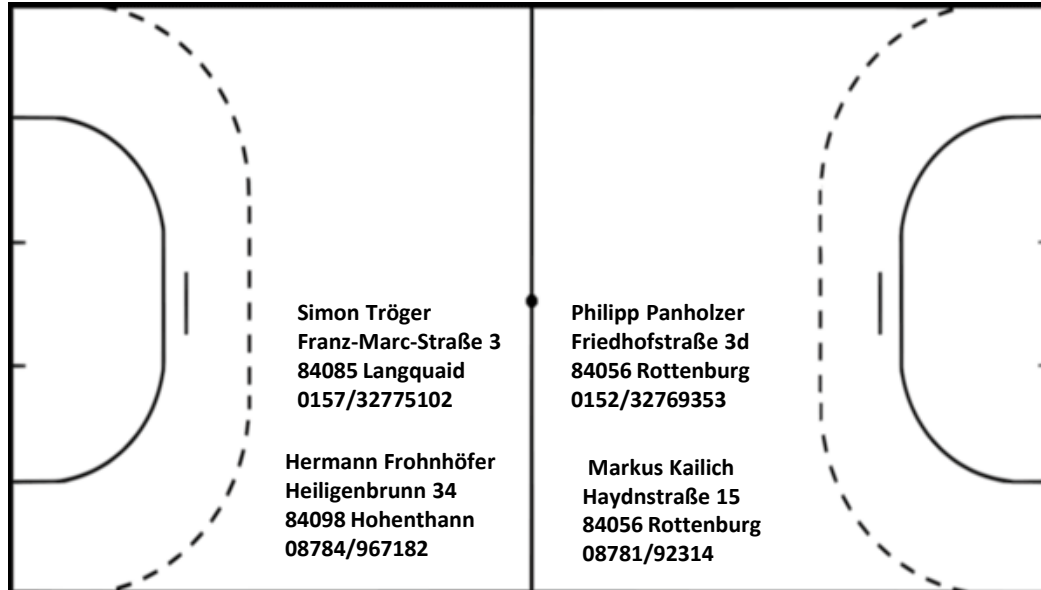 Simon Tröger
Franz-Marc-Straße 3
84085 Langquaid
0157/32775102
Philipp Panholzer
Friedhofstraße 3d
84056 Rottenburg
0152/32769353
Hermann Frohnhöfer
Heiligenbrunn 34
84098 Hohenthann
08784/967182
Markus Kailich
Haydnstraße 15
84056 Rottenburg
08781/92314